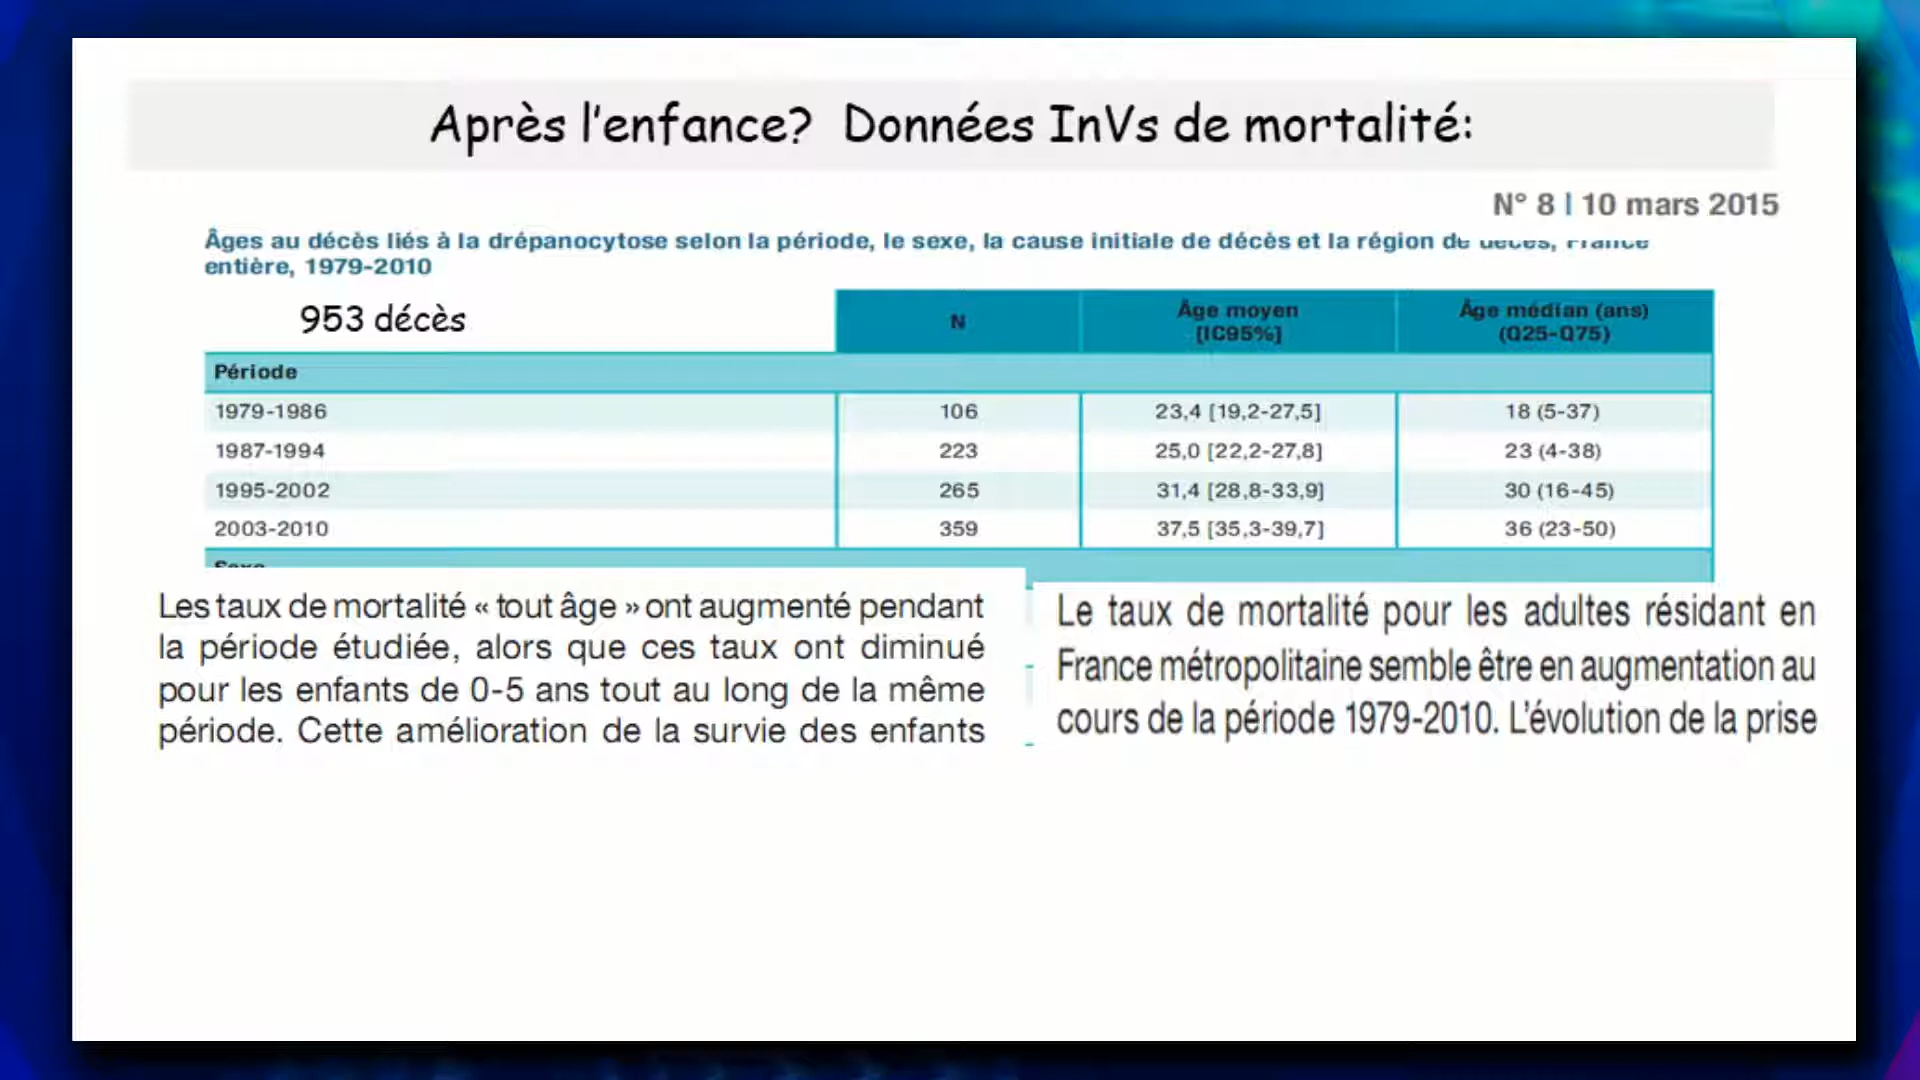 Après l'enfance? Données InVs de mortalité:
N° 8 | 10 mars 2015
Âges au décès liés à la drépanocytose selon la période, le sexe, la cause initiale de décès et la région de décès, France
entière, 1979-2010
953 décès
N
Âge moyen
[IC95%]
Âge médian (ans)
(Q25-Q75)
Période
1979-1986 106 23,4 [19,2-27,5] 18 (5-37)
1987-1994 223 25,0 [22,2-27,8] 23 (4-38)
1995-2002 265 31,4 [28,8-33,9] 30 (16-45)
2003-2010 359 37,5 [35,3-39,7] 36 (23-50)
Sexe
Les taux de mortalité « tout âge » ont augmenté pendant
la période étudiée, alors que ces taux ont diminué
pour les enfants de 0-5 ans tout au long de la même
période. Cette amélioration de la survie des enfants
Le taux de mortalité pour les adultes résidant en
France métropolitaine semble être en augmentation au
cours de la période 1979-2010. L'évolution de la prise